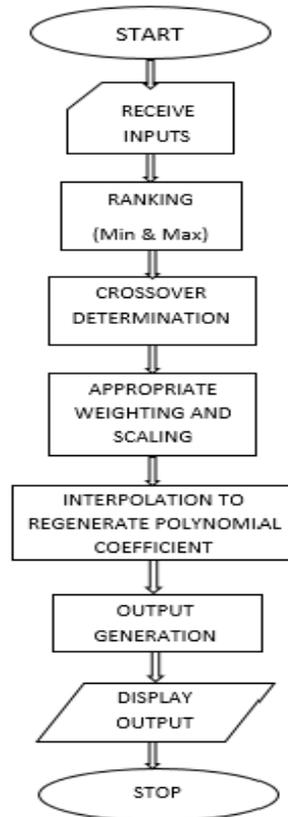 START
RECEIVE
INPUTS
RANKING
(Min & Max)
CROSSOVER
DETERMINATION
APPROPRIATE
WEIGHTING AND
SCALING
INTERPOLATION TO
REGENERATE POLYNOMIAL
COEFFICIENT
OUTPUT
GENERATION
DISPLAY
OUTPUT
STOP